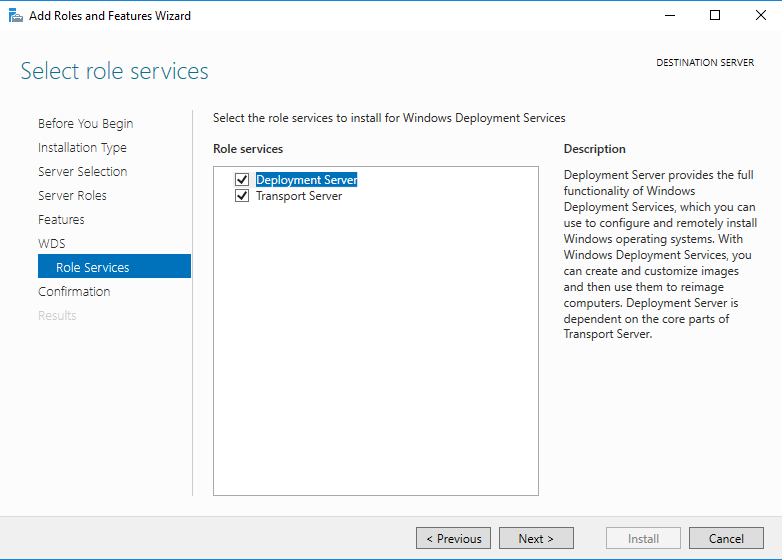 Add Roles and Features Wizard
Select role services
DESTINATION SERVER
Before You Begin
Installation Type
Server Selection
Server Roles
Features
WDS
Role Services
Confirmation
Results
Select the role services to install for Windows Deployment Services
Role services
Deployment Server
Transport Server
Description
Deployment Server provides the full
functionality of Windows
Deployment Services, which you can
use to configure and remotely install
Windows operating systems. With
Windows Deployment Services, you
can create and customize images
and then use them to reimage
computers. Deployment Server is
dependent on the core parts of
Transport Server.
< Previous
Next >
Install
Cancel